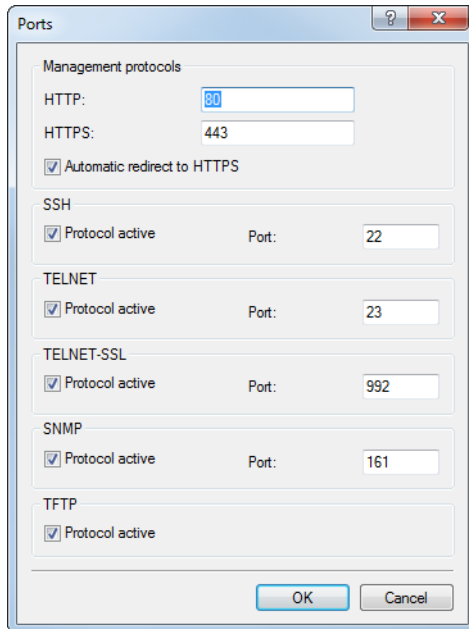 Ports
?
Management protocols
HTTP: 80
HTTPS: 443
Automatic redirect to HTTPS
SSH
Protocol active Port: 22
TELNET
Protocol active Port: 23
TELNET-SSL
Protocol active Port: 992
SNMP
Protocol active Port: 161
TFTP
Protocol active
OK Cancel